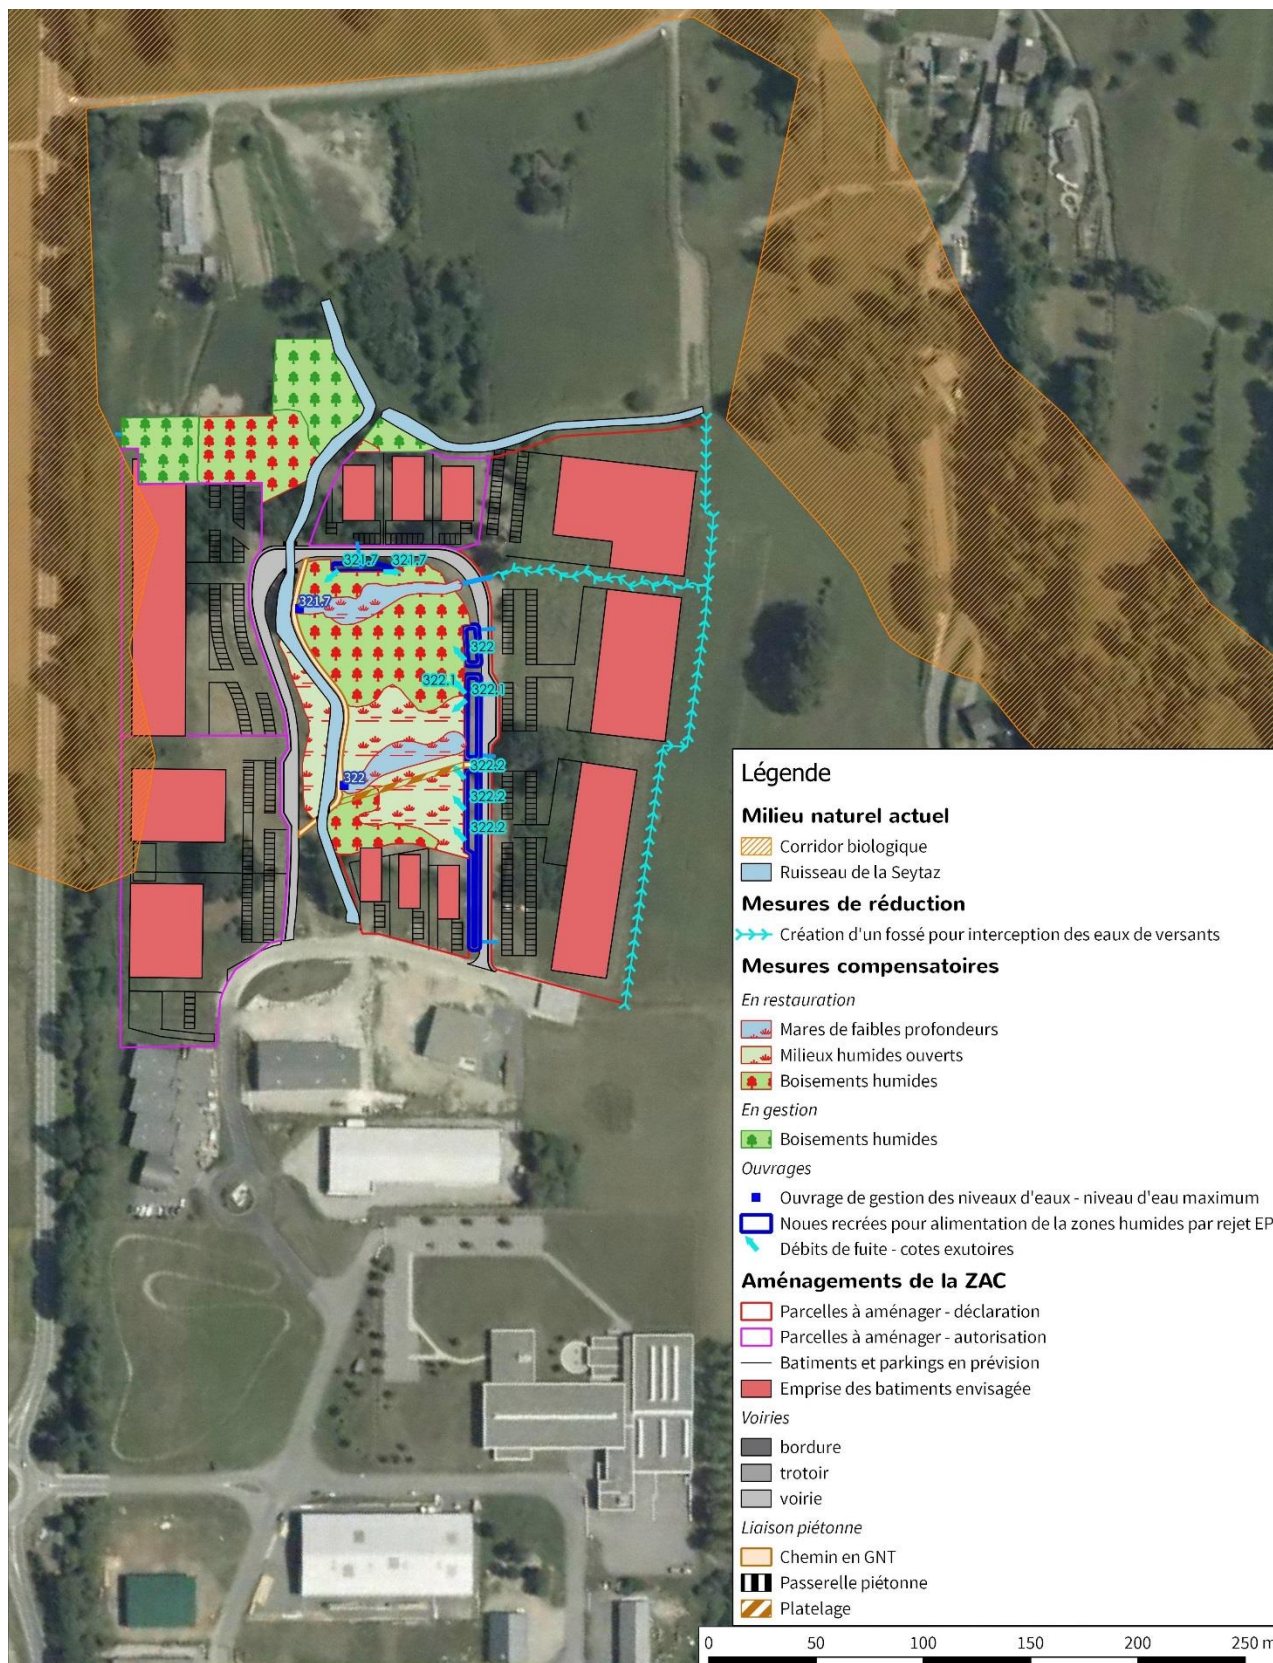 321.7
321.7
321.7
322
322.1
322.1
322.2
322
322.2
322.2
Légende
Milieu naturel actuel
Corridor biologique
Ruisseau de la Seytaz
Mesures de réduction
Création d'un fossé pour interception des eaux de versants
Mesures compensatoires
En restauration
Mares de faibles profondeurs
Milieux humides ouverts
Boisements humides
En gestion
Boisements humides
Ouvrages
Ouvrage de gestion des niveaux d'eaux - niveau d'eau maximum
Noues recrées pour alimentation de la zones humides par rejet EP
Débits de fuite - cotes exutoires
Aménagements de la ZAC
Parcelles à aménager - déclaration
Parcelles à aménager - autorisation
Batiments et parkings en prévision
Emprise des batiments envisagée
Voiries
bordure
trotoir
voirie
Liaison piétonne
Chemin en GNT
Passerelle piétonne
Platelage
0 50 100 150 200 250 m